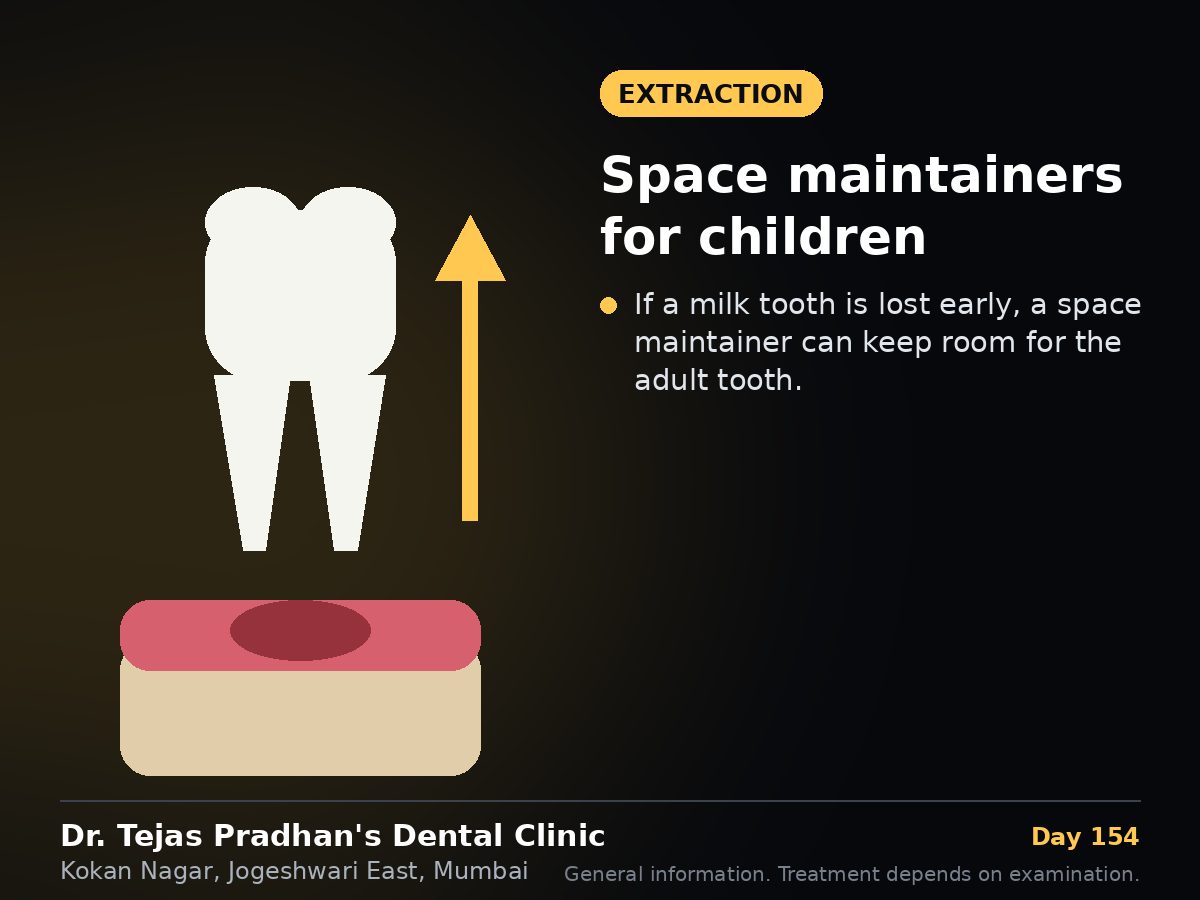 EXTRACTION
Space maintainers
for children
If a milk tooth is lost early, a space
maintainer can keep room for the
adult tooth.
Dr. Tejas Pradhan's Dental Clinic
Day 154
Kokan Nagar, Jogeshwari East, Mumbai
General information. Treatment depends on examination.